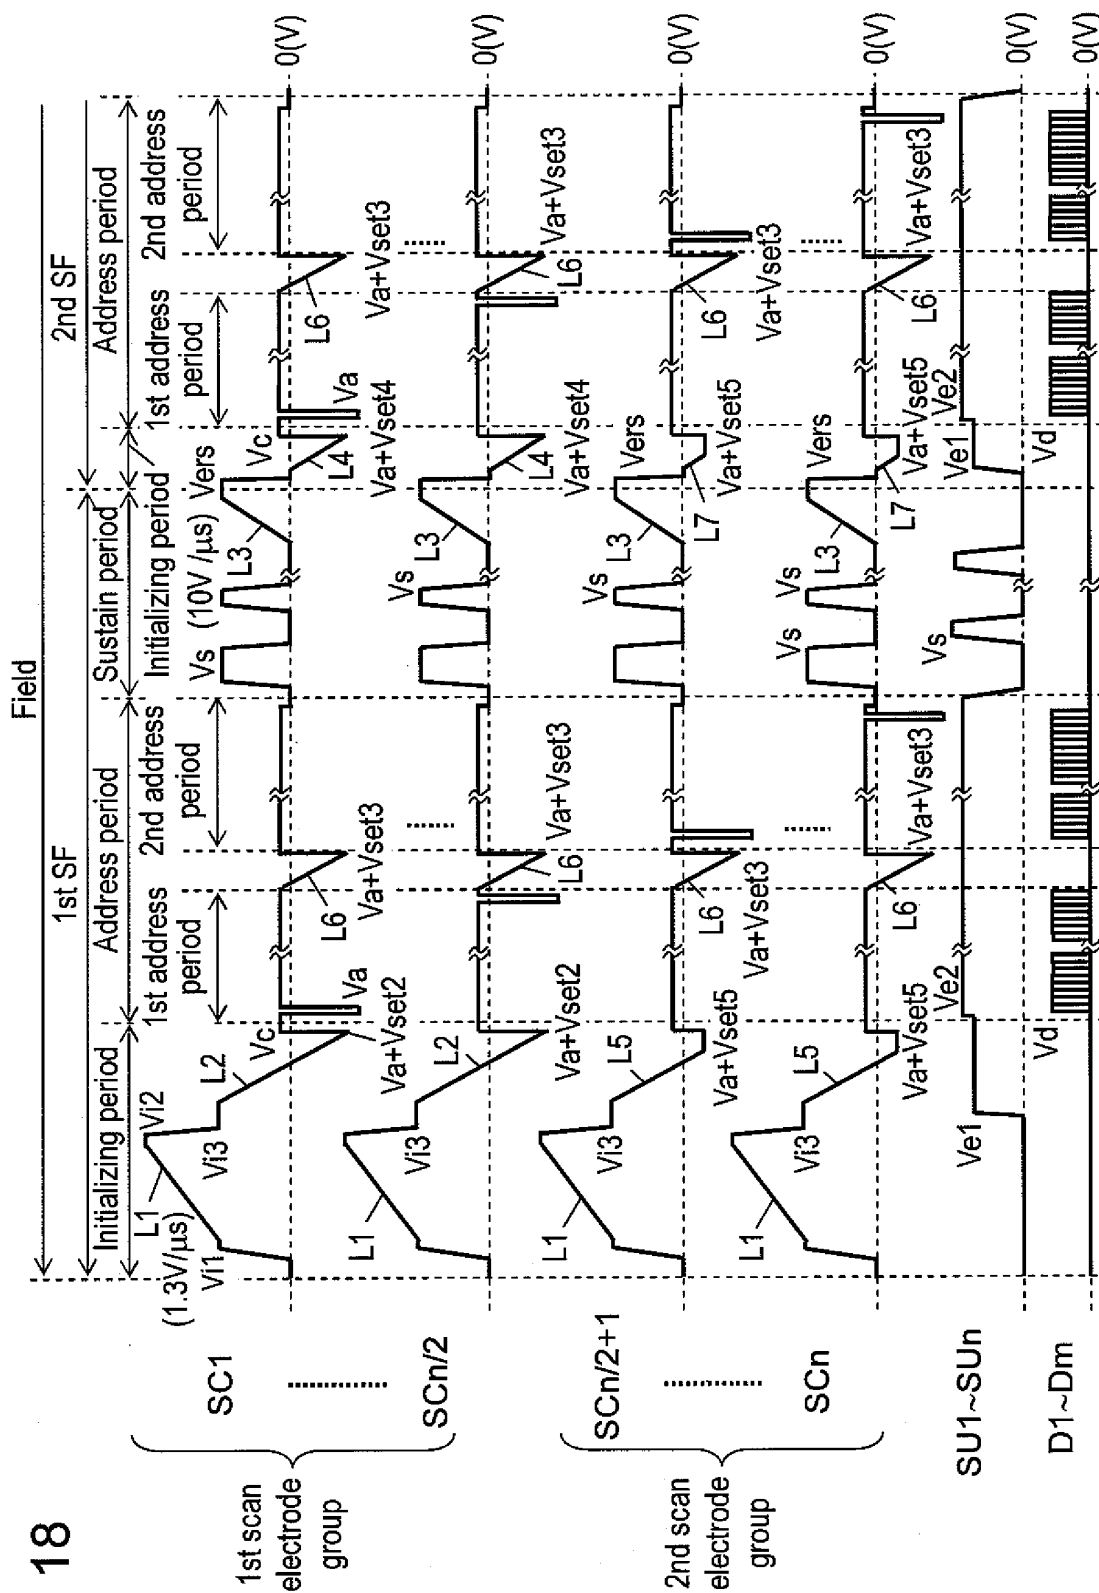 18
Field
1st SF
2nd SF
Initializing period
Address period
Sustain period
Initializing period
Address period
1st address
period
2nd address
period
1st address
period
2nd address
period
1st scan
electrode
group
SC1
L1
(1.3V/μs)
Vi1
Vi2
Vi3
L2
Vc
Va
Va+Vset2
L6
Va+Vset3
Vs
(10V/μs)
L3
Vers
L4
Vc
Va
Va+Vset4
L6
Va+Vset3
0(V)
SCn/2
L1
Vi3
L2
Va+Vset2
L6
Va+Vset3
Vs
L3
L4
L6
Va+Vset3
0(V)
2nd scan
electrode
group
SCn/2+1
L1
Vi3
L5
Va+Vset5
L6
Va+Vset3
Vs
L3
Vers
L7
Va+Vset5
L6
Va+Vset3
0(V)
SCn
L1
Vi3
L5
Va+Vset5
L6
Va+Vset3
Vs
Vs
L3
Vers
L7
Va+Vset5
L6
Va+Vset3
0(V)
SU1~SUn
Ve1
Ve2
Vs
Ve1
Ve2
0(V)
D1~Dm
Vd
Vd
0(V)